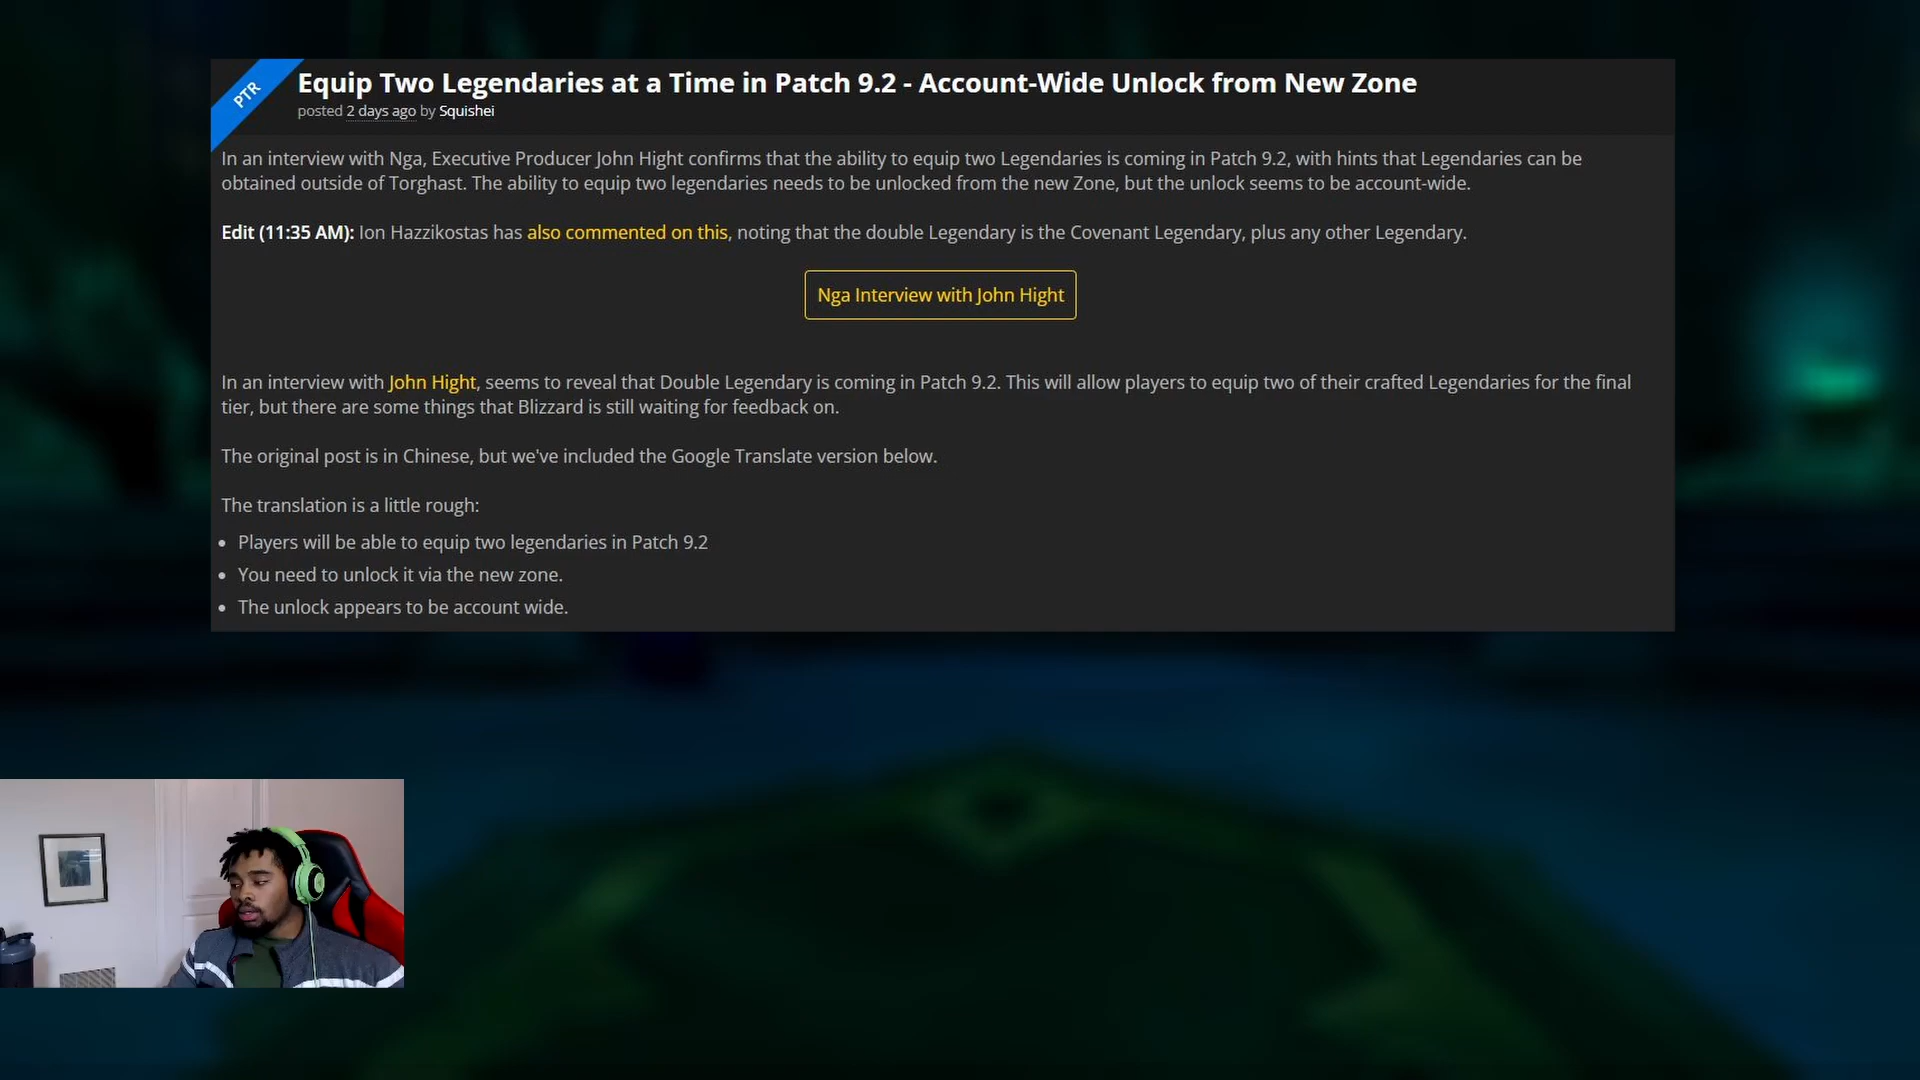 PTR
Equip Two Legendaries at a Time in Patch 9.2 - Account-Wide Unlock from New Zone
posted 2 days ago by Squishei
In an interview with Nga, Executive Producer John Hight confirms that the ability to equip two Legendaries is coming in Patch 9.2, with hints that Legendaries can be
obtained outside of Torghast. The ability to equip two legendaries needs to be unlocked from the new Zone, but the unlock seems to be account-wide.
Edit (11:35 AM): Ion Hazzikostas has also commented on this, noting that the double Legendary is the Covenant Legendary, plus any other Legendary.
Nga Interview with John Hight
In an interview with John Hight, seems to reveal that Double Legendary is coming in Patch 9.2. This will allow players to equip two of their crafted Legendaries for the final
tier, but there are some things that Blizzard is still waiting for feedback on.
The original post is in Chinese, but we've included the Google Translate version below.
The translation is a little rough:
• Players will be able to equip two legendaries in Patch 9.2
• You need to unlock it via the new zone.
• The unlock appears to be account wide.